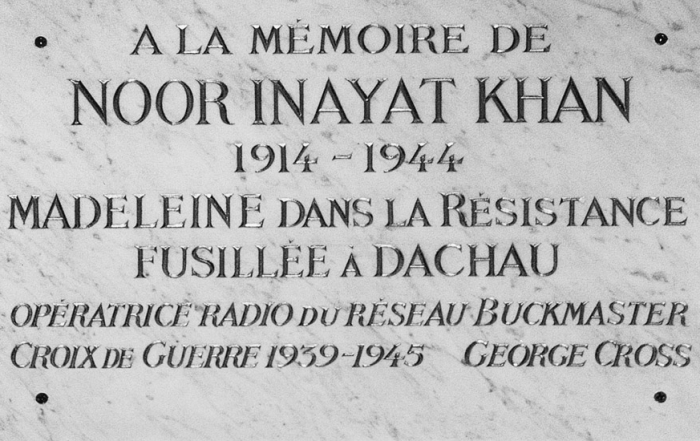 A LA MÉMOIRE DE
NOOR INAYAT KHAN
1914 - 1944
MADELEINE DANS LA RÉSISTANCE
FUSILLÉE À DACHAU
OPÉRATRICE RADIO DU RÉSEAU BUCKMASTER
CROIX DE GUERRE 1939-1945 GEORGE CROSS